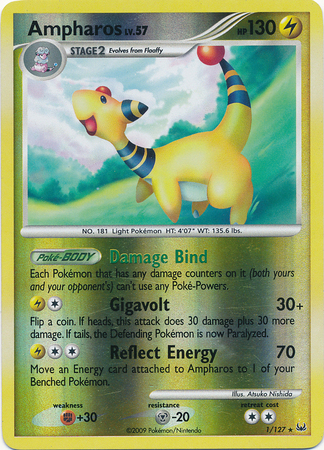 Ampharos LV.57 HP 130
STAGE2 Evolves from Flaaffy
NO. 181 Light Pokémon HT: 4'07" WT: 135.6 lbs.
Poké-BODY Damage Bind
Each Pokémon that has any damage counters on it (both yours
and your opponent's) can't use any Poké-Powers.
Gigavolt 30+
Flip a coin. If heads, this attack does 30 damage plus 30 more
damage. If tails, the Defending Pokémon is now Paralyzed.
Reflect Energy 70
Move an Energy card attached to Ampharos to 1 of your
Benched Pokémon.
Illus. Atsuko Nishida
weakness resistance retreat cost
+30 -20
©2009 Pokémon/Nintendo 1/127 ★